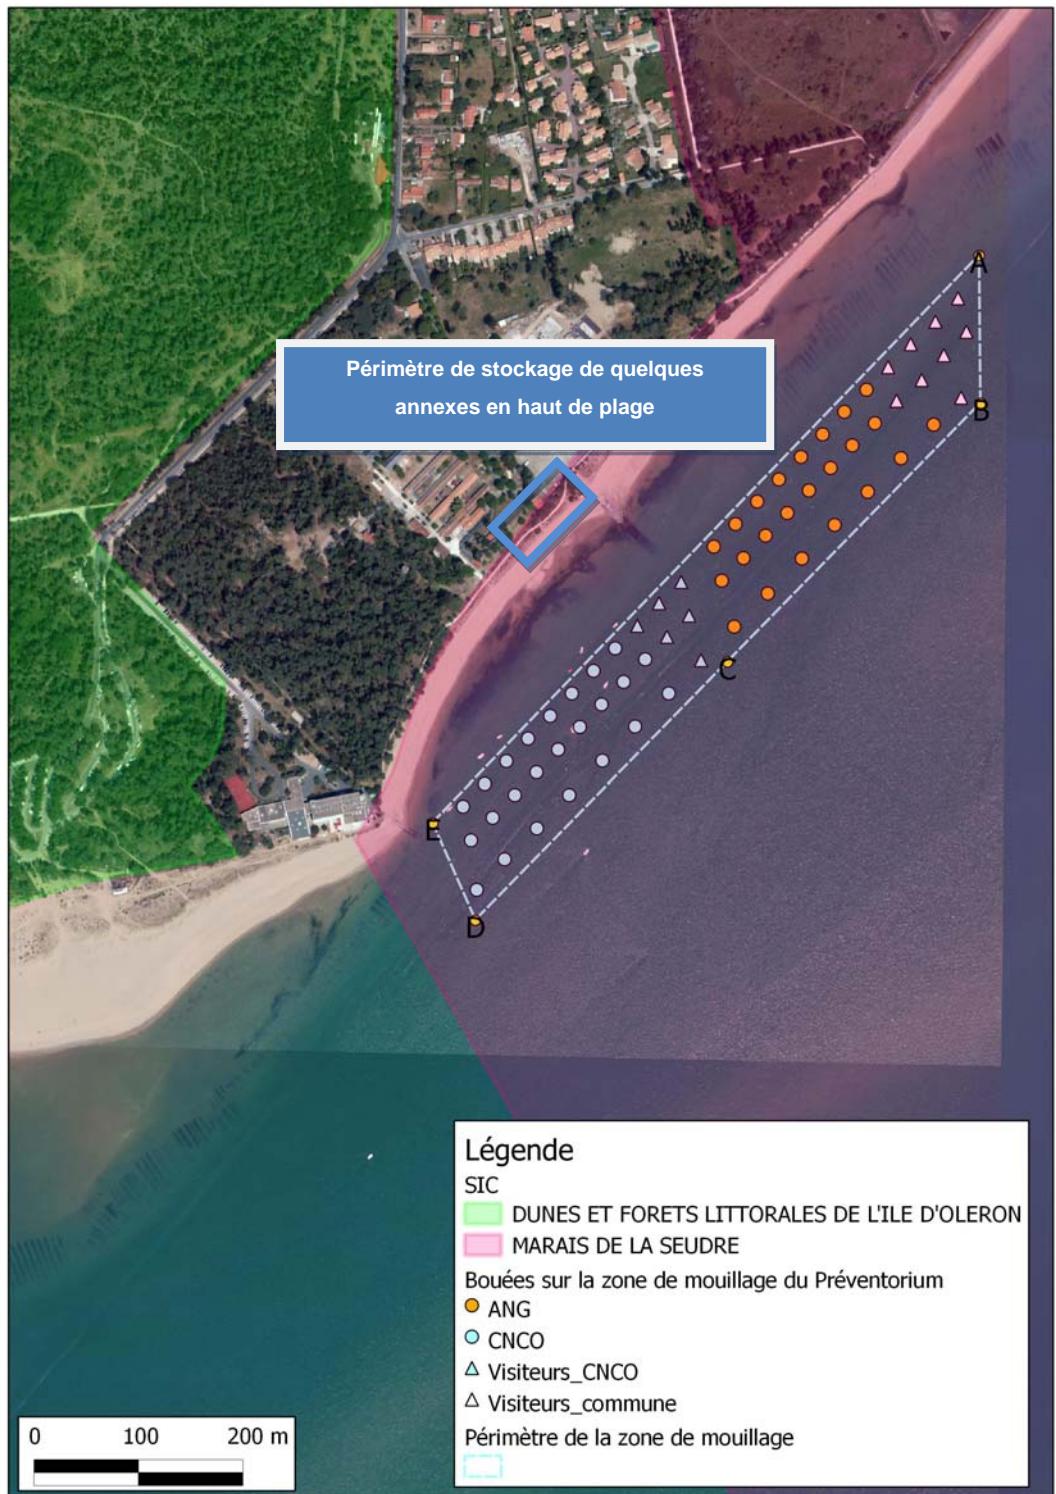 A
B
Périmètre de stockage de quelques
annexes en haut de plage
C
E
D
Légende
SIC
DUNES ET FORETS LITTORALES DE L'ILE D'OLERON
MARAIS DE LA SEUDRE
Bouées sur la zone de mouillage du Préventorium
ANG
CNCO
Visiteurs_CNCO
Visiteurs_commune
Périmètre de la zone de mouillage
0 100 200 m